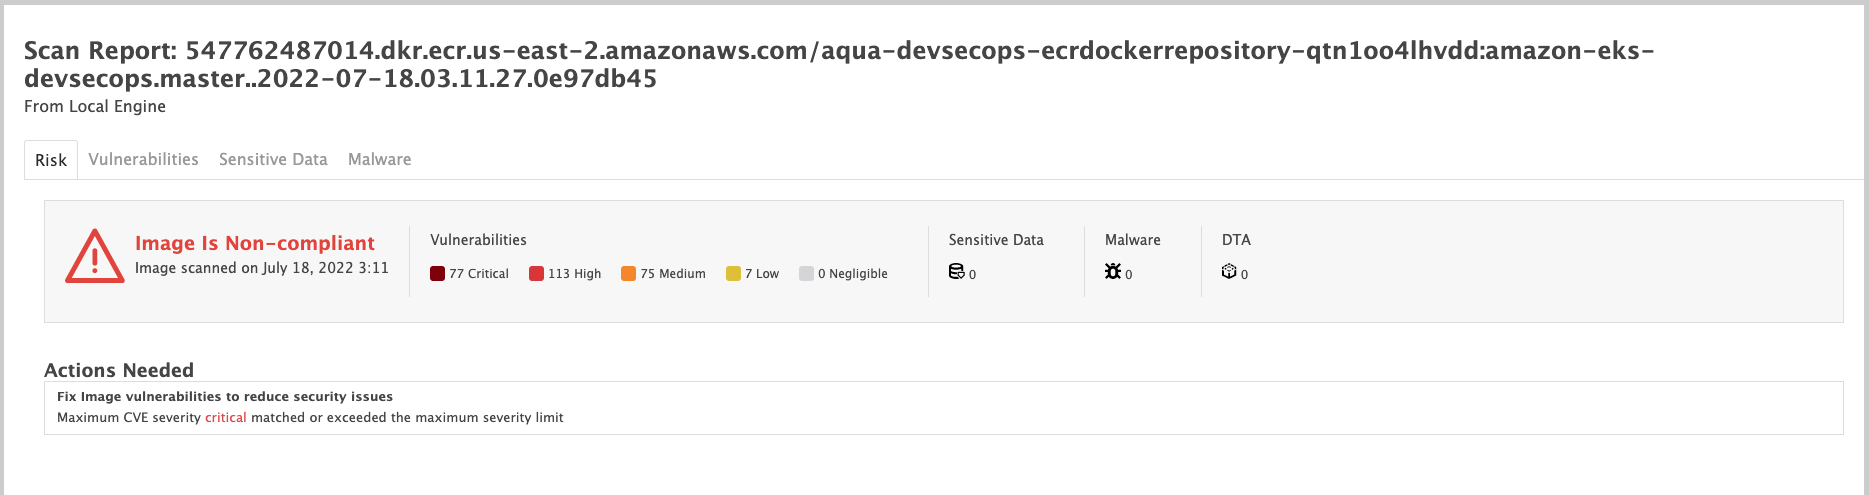 Scan Report: 547762487014.dkr.ecr.us-east-2.amazonaws.com/aqua-devsecops-ecrdockerrepository-qtn1oo4lhvdd:amazon-eks-
devsecops.master..2022-07-18.03.11.27.0e97db45
From Local Engine
Risk Vulnerabilities Sensitive Data Malware
Image Is Non-compliant
Image scanned on July 18, 2022 3:11
Vulnerabilities
77 Critical 113 High 75 Medium 7 Low 0 Negligible
Sensitive Data
0
Malware
0
DTA
0
Actions Needed
Fix Image vulnerabilities to reduce security issues
Maximum CVE severity critical matched or exceeded the maximum severity limit